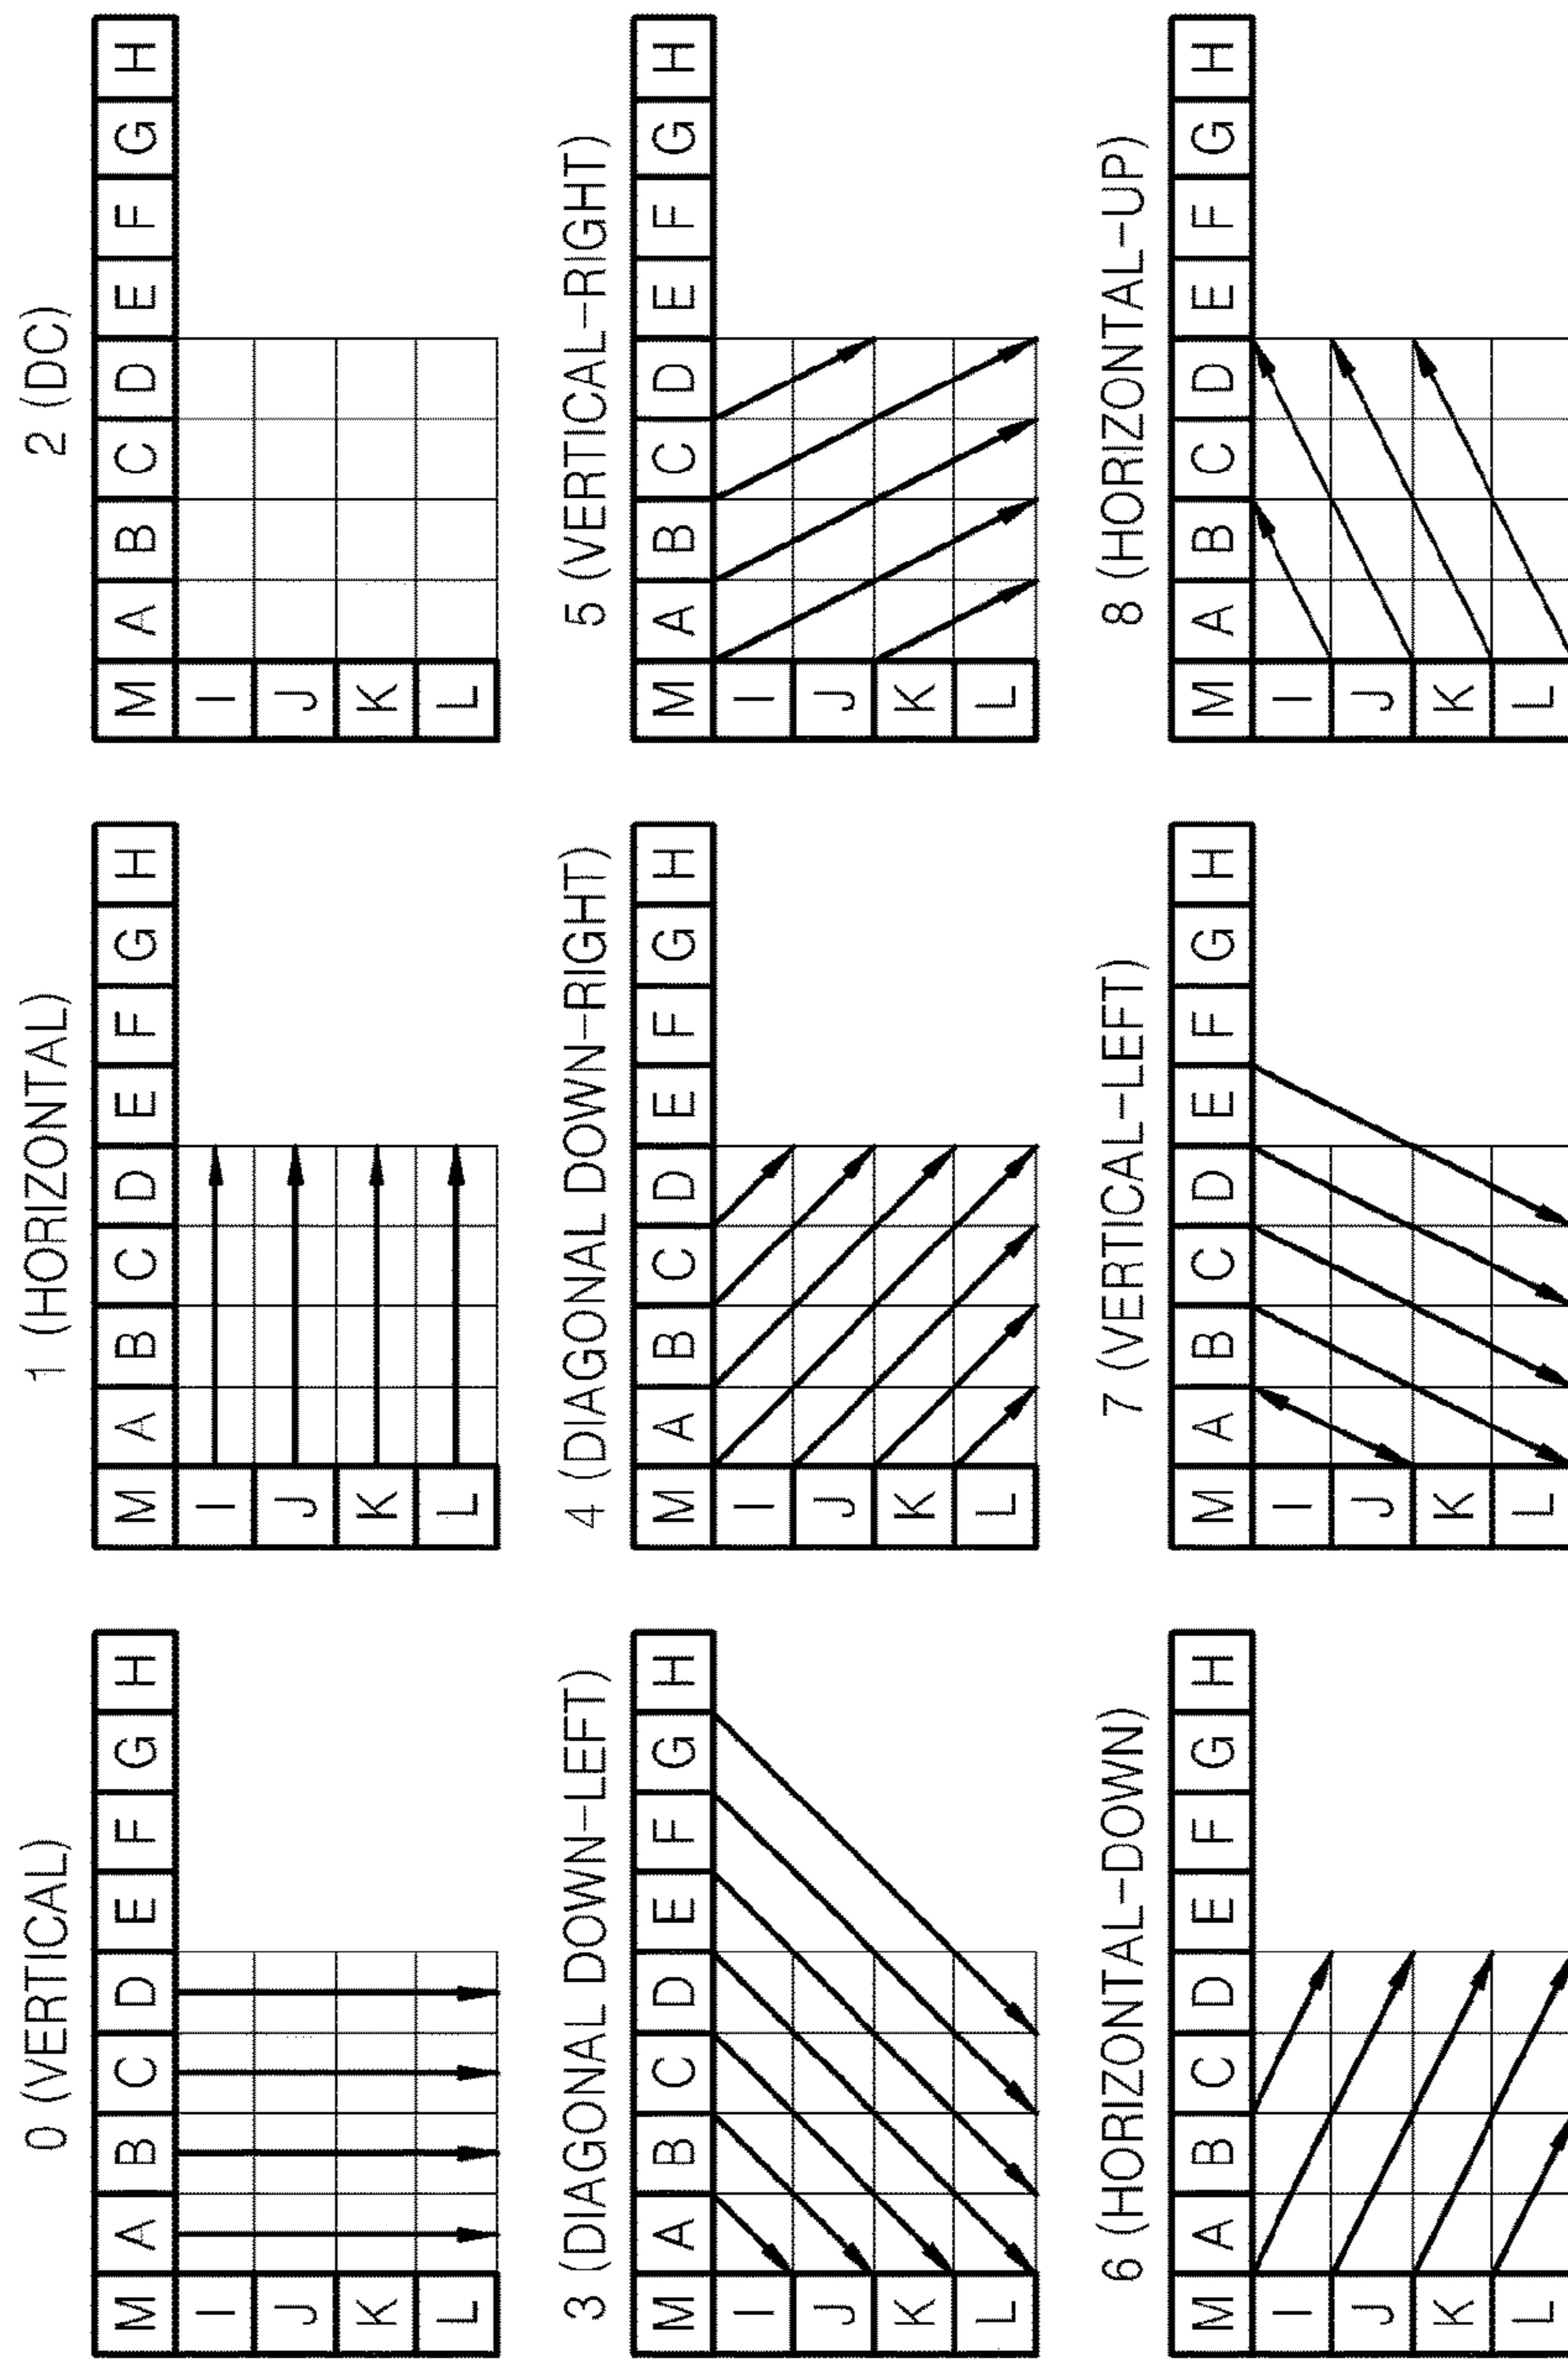 0 (VERTICAL)
M A B C D E F G H
I
J
K
L
1 (HORIZONTAL)
M A B C D E F G H
I
J
K
L
2 (DC)
M A B C D E F G H
I
J
K
L
3 (DIAGONAL DOWN-LEFT)
M A B C D E F G H
I
J
K
L
4 (DIAGONAL DOWN-RIGHT)
M A B C D E F G H
I
J
K
L
5 (VERTICAL-RIGHT)
M A B C D E F G H
I
J
K
L
6 (HORIZONTAL-DOWN)
M A B C D E F G H
I
J
K
L
7 (VERTICAL-LEFT)
M A B C D E F G H
I
J
K
L
8 (HORIZONTAL-UP)
M A B C D E F G H
I
J
K
L